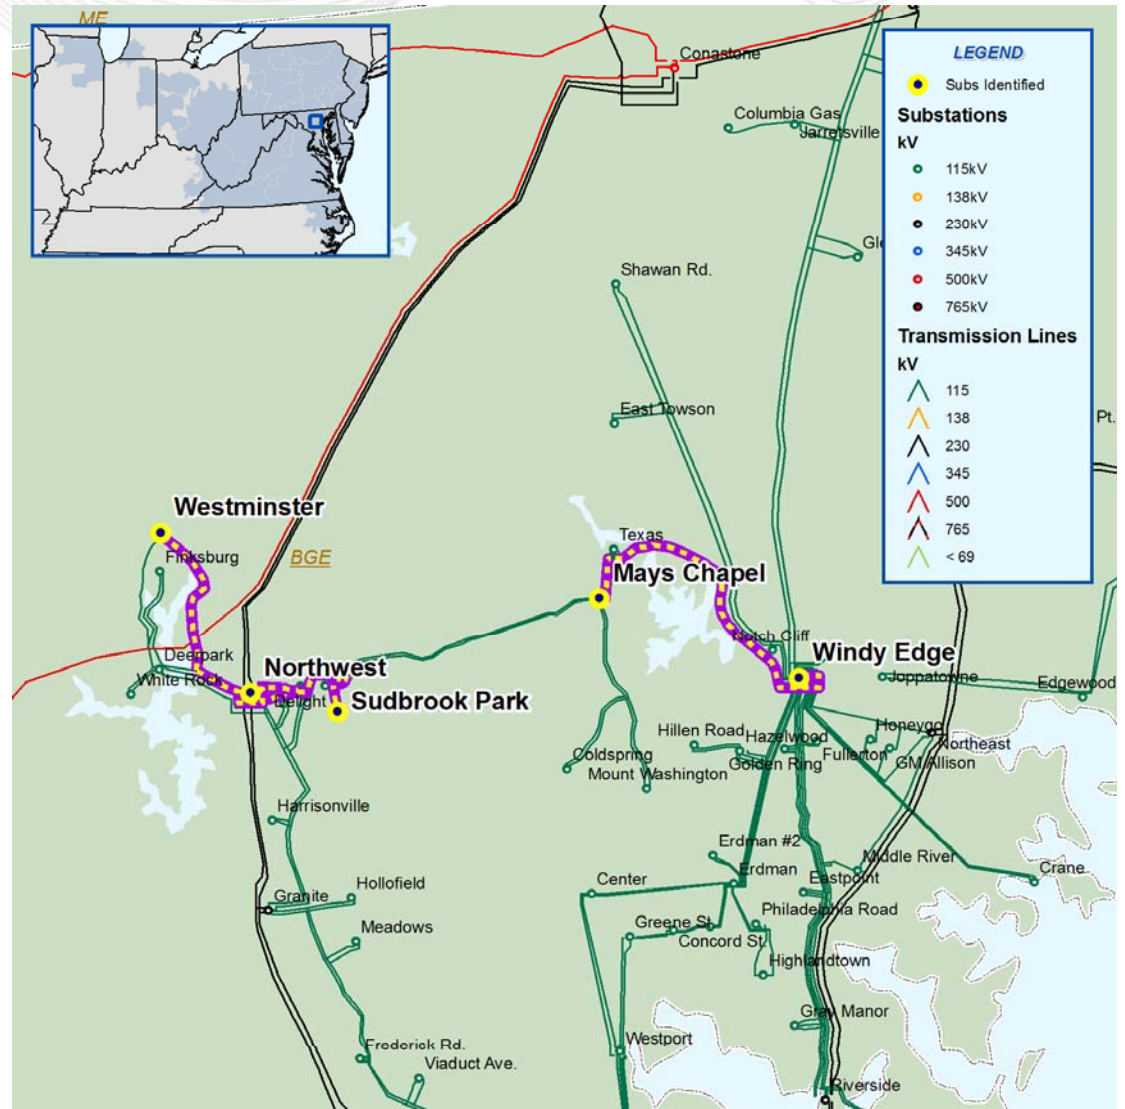 ME
Conastone
Columbia Gas
Jarretsville
Shawan Rd.
East Towson
Westminster
Finksburg
BGE
Texas
Mays Chapel
Notch Cliff
Windy Edge
Deerpark
White Rock
Northwest
Delight
Sudbrook Park
Joppatowne
Edgewood
Hillen Road
Hazelwood
Honeygo
Fullerton
Northeast
Golden Ring
GM Allison
Coldspring
Mount Washington
Harrisonville
Erdman #2
Erdman
Middle River
Eastpoint
Crane
Center
Hollofield
Granite
Philadelphia Road
Greene St.
Concord St.
Meadows
Highlandtown
Gray Manor
Westport
Frederick Rd.
Viaduct Ave.
Riverside
Pt.
LEGEND
Subs Identified
Substations
kV
115kV
138kV
230kV
345kV
500kV
765kV
Transmission Lines
kV
115
138
230
345
500
765
< 69